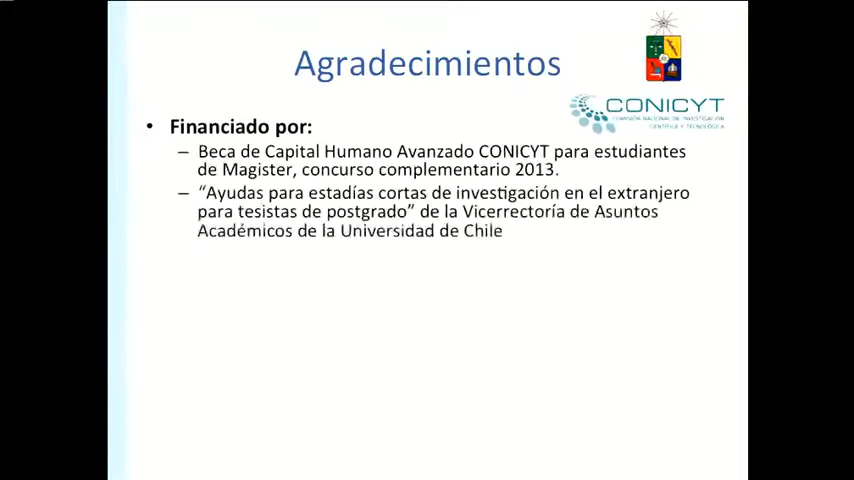 Agradecimientos
CONICYT
COMISIÓN NACIONAL DE INVESTIGACIÓN
CIENTÍFICA Y TECNOLÓGICA
• Financiado por:
– Beca de Capital Humano Avanzado CONICYT para estudiantes
de Magister, concurso complementario 2013.
– “Ayudas para estadías cortas de investigación en el extranjero
para tesistas de postgrado” de la Vicerrectoría de Asuntos
Académicos de la Universidad de Chile